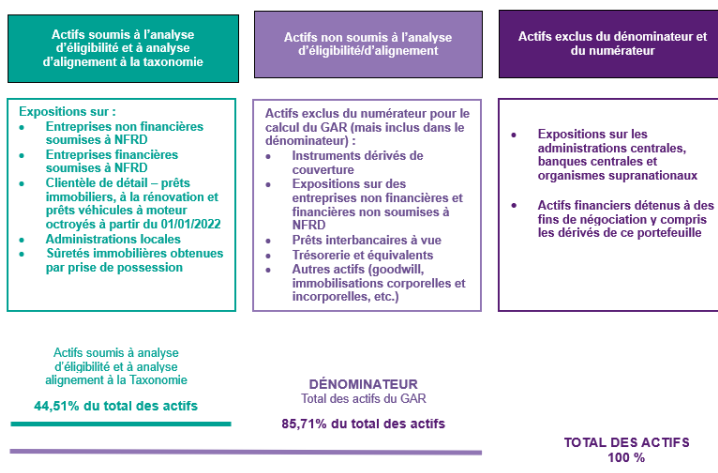 Actifs soumis à l'analyse
d'éligibilité et à analyse
d'alignement à la taxonomie
Actifs non soumis à l'analyse
d'éligibilité/d'alignement
Actifs exclus du dénominateur et
du numérateur
Expositions sur :
• Entreprises non financières
soumises à NFRD
• Entreprises financières
soumises à NFRD
• Clientèle de détail – prêts
immobiliers, à la rénovation et
prêts véhicules à moteur
octroyés à partir du 01/01/2022
• Administrations locales
• Sûretés immobilières obtenues
par prise de possession
Actifs exclus du numérateur pour le
calcul du GAR (mais inclus dans le
dénominateur) :
• Instruments dérivés de
couverture
• Expositions sur des
entreprises non financières et
financières non soumises à
NFRD
• Prêts interbancaires à vue
• Trésorerie et équivalents
• Autres actifs (goodwill,
immobilisations corporelles et
incorporelles, etc.)
• Expositions sur les
administrations centrales,
banques centrales et
organismes supranationaux
• Actifs financiers détenus à des
fins de négociation y compris
les dérivés de ce portefeuille
Actifs soumis à analyse
d'éligibilité et à analyse
alignement à la Taxonomie
44,51% du total des actifs
DÉNOMINATEUR
Total des actifs du GAR
85,71% du total des actifs
TOTAL DES ACTIFS
100 %